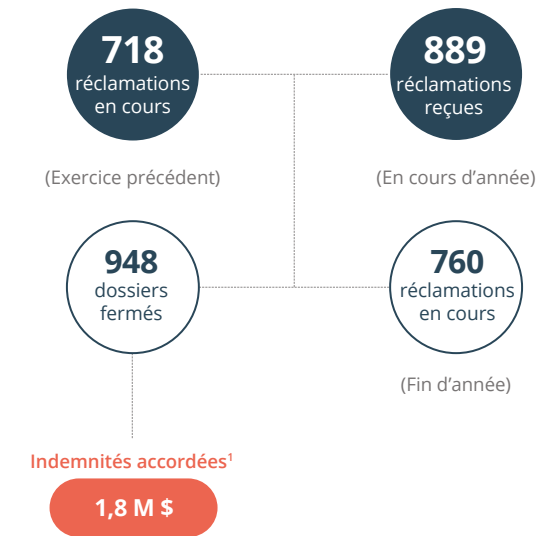 718
réclamations
en cours
(Exercice précédent)
889
réclamations
reçues
(En cours d’année)
948
dossiers
fermés
760
réclamations
en cours
(Fin d’année)
Indemnités accordées¹
1,8 M $